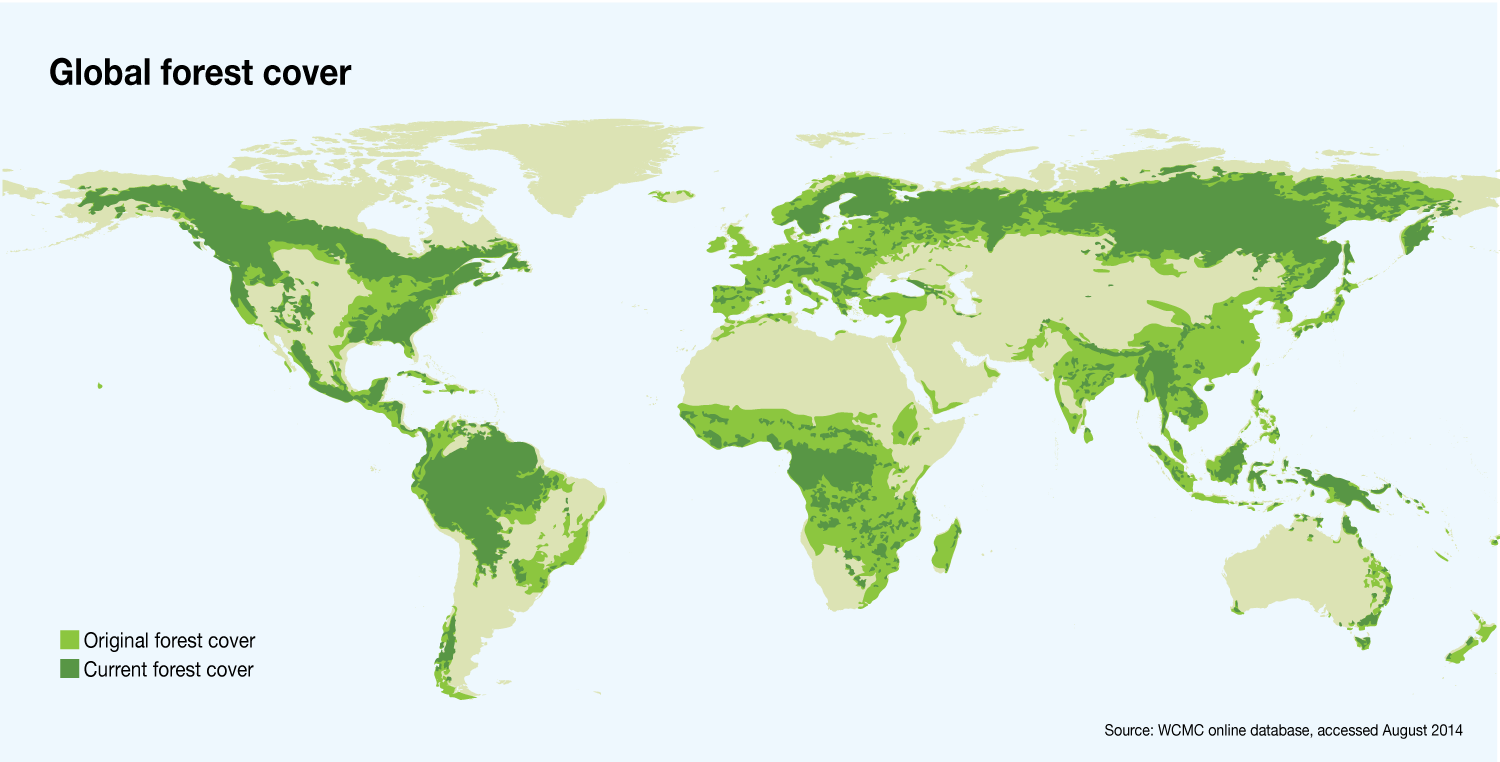 Global forest cover
Original forest cover
Current forest cover
Source: WCMC online database, accessed August 2014